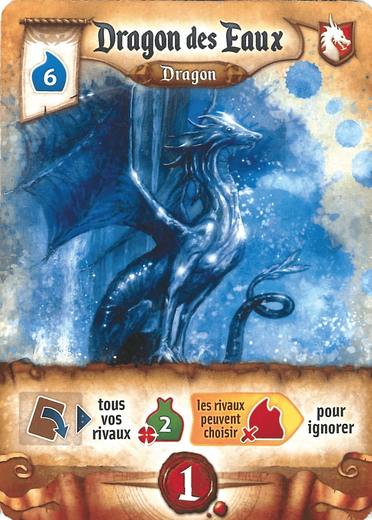 Dragon des Eaux
6
Dragon
tous
vos
rivaux
2
les rivaux
peuvent
choisir
pour
ignorer
1